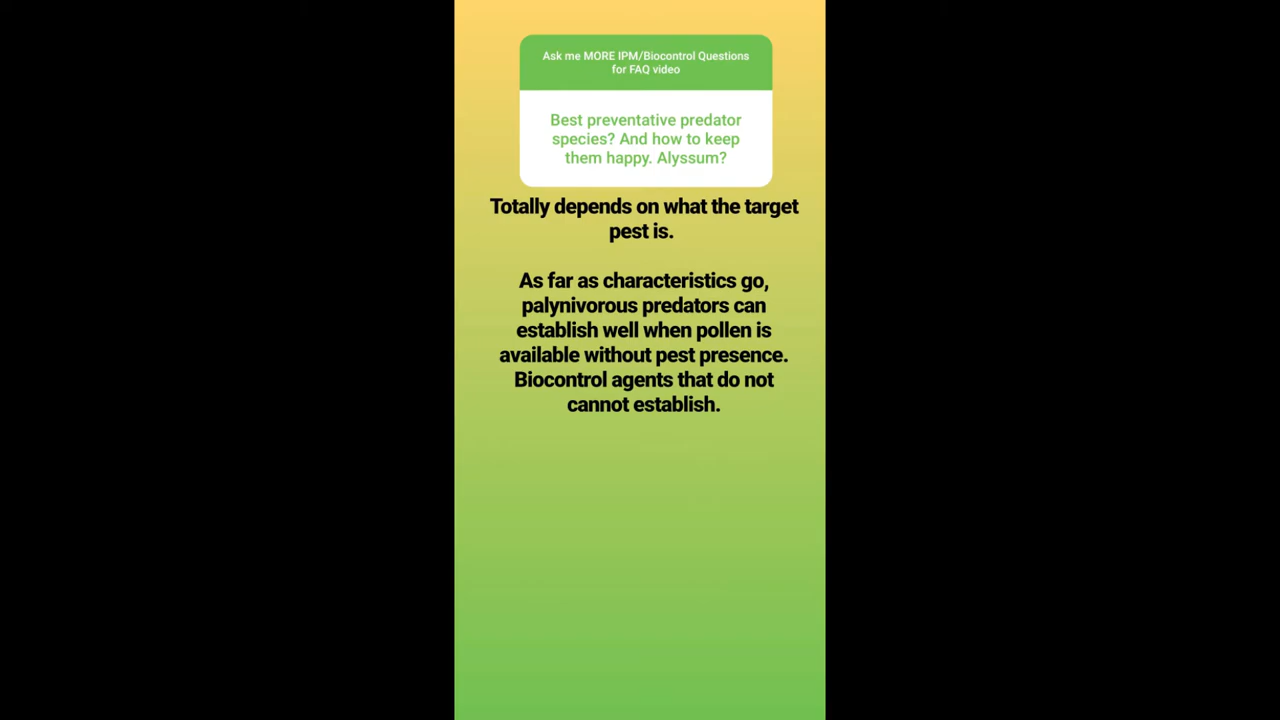 Ask me MORE IPM/Biocontrol Questions
for FAQ video
Best preventative predator
species? And how to keep
them happy. Alyssum?
Totally depends on what the target
pest is.
As far as characteristics go,
palynivorous predators can
establish well when pollen is
available without pest presence.
Biocontrol agents that do not
cannot establish.